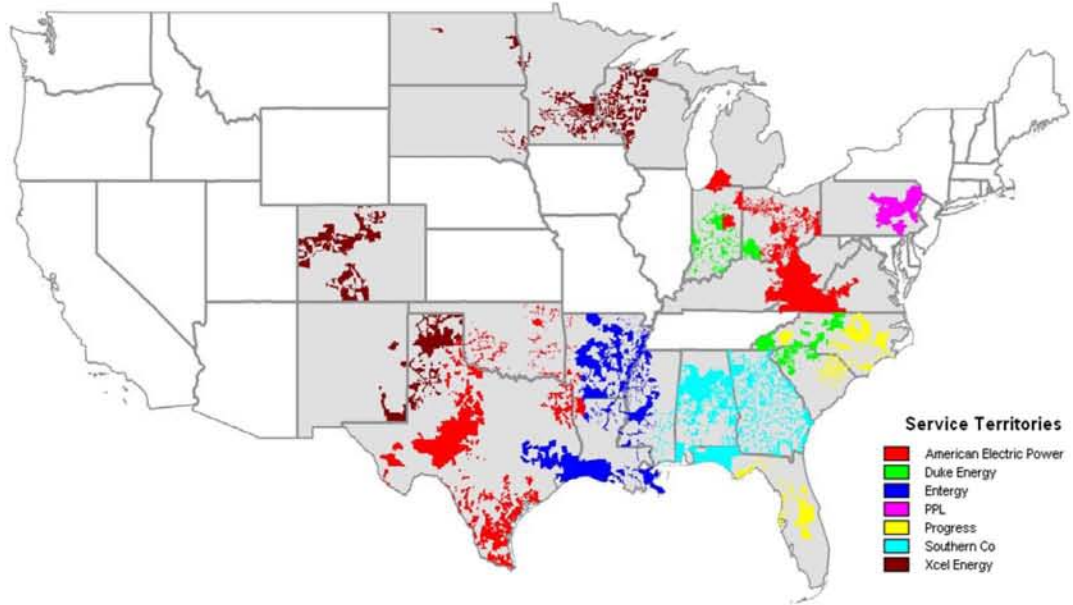 Service Territories
American Electric Power
Duke Energy
Entergy
PPL
Progress
Southern Co
Xcel Energy